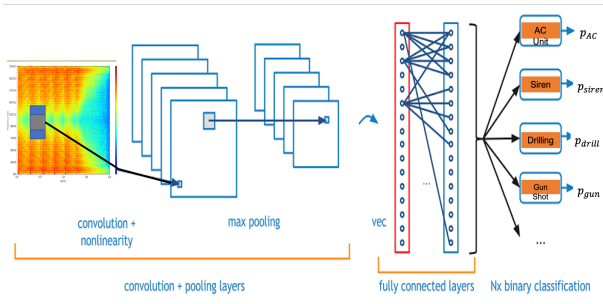 AC
Unit
p_AC
Siren
p_siren
Drilling
p_drill
Gun
Shot
p_gun
...
...
convolution +
nonlinearity
max pooling
vec
convolution + pooling layers
fully connected layers
Nx binary classification